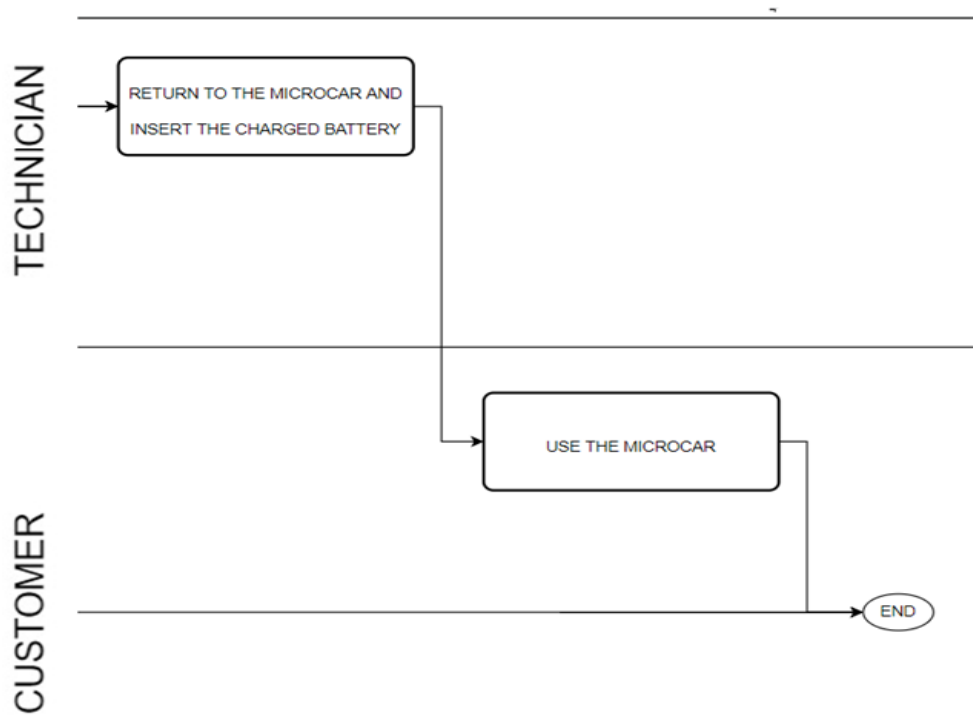 TECHNICIAN
RETURN TO THE MICROCAR AND
INSERT THE CHARGED BATTERY
CUSTOMER
USE THE MICROCAR
END